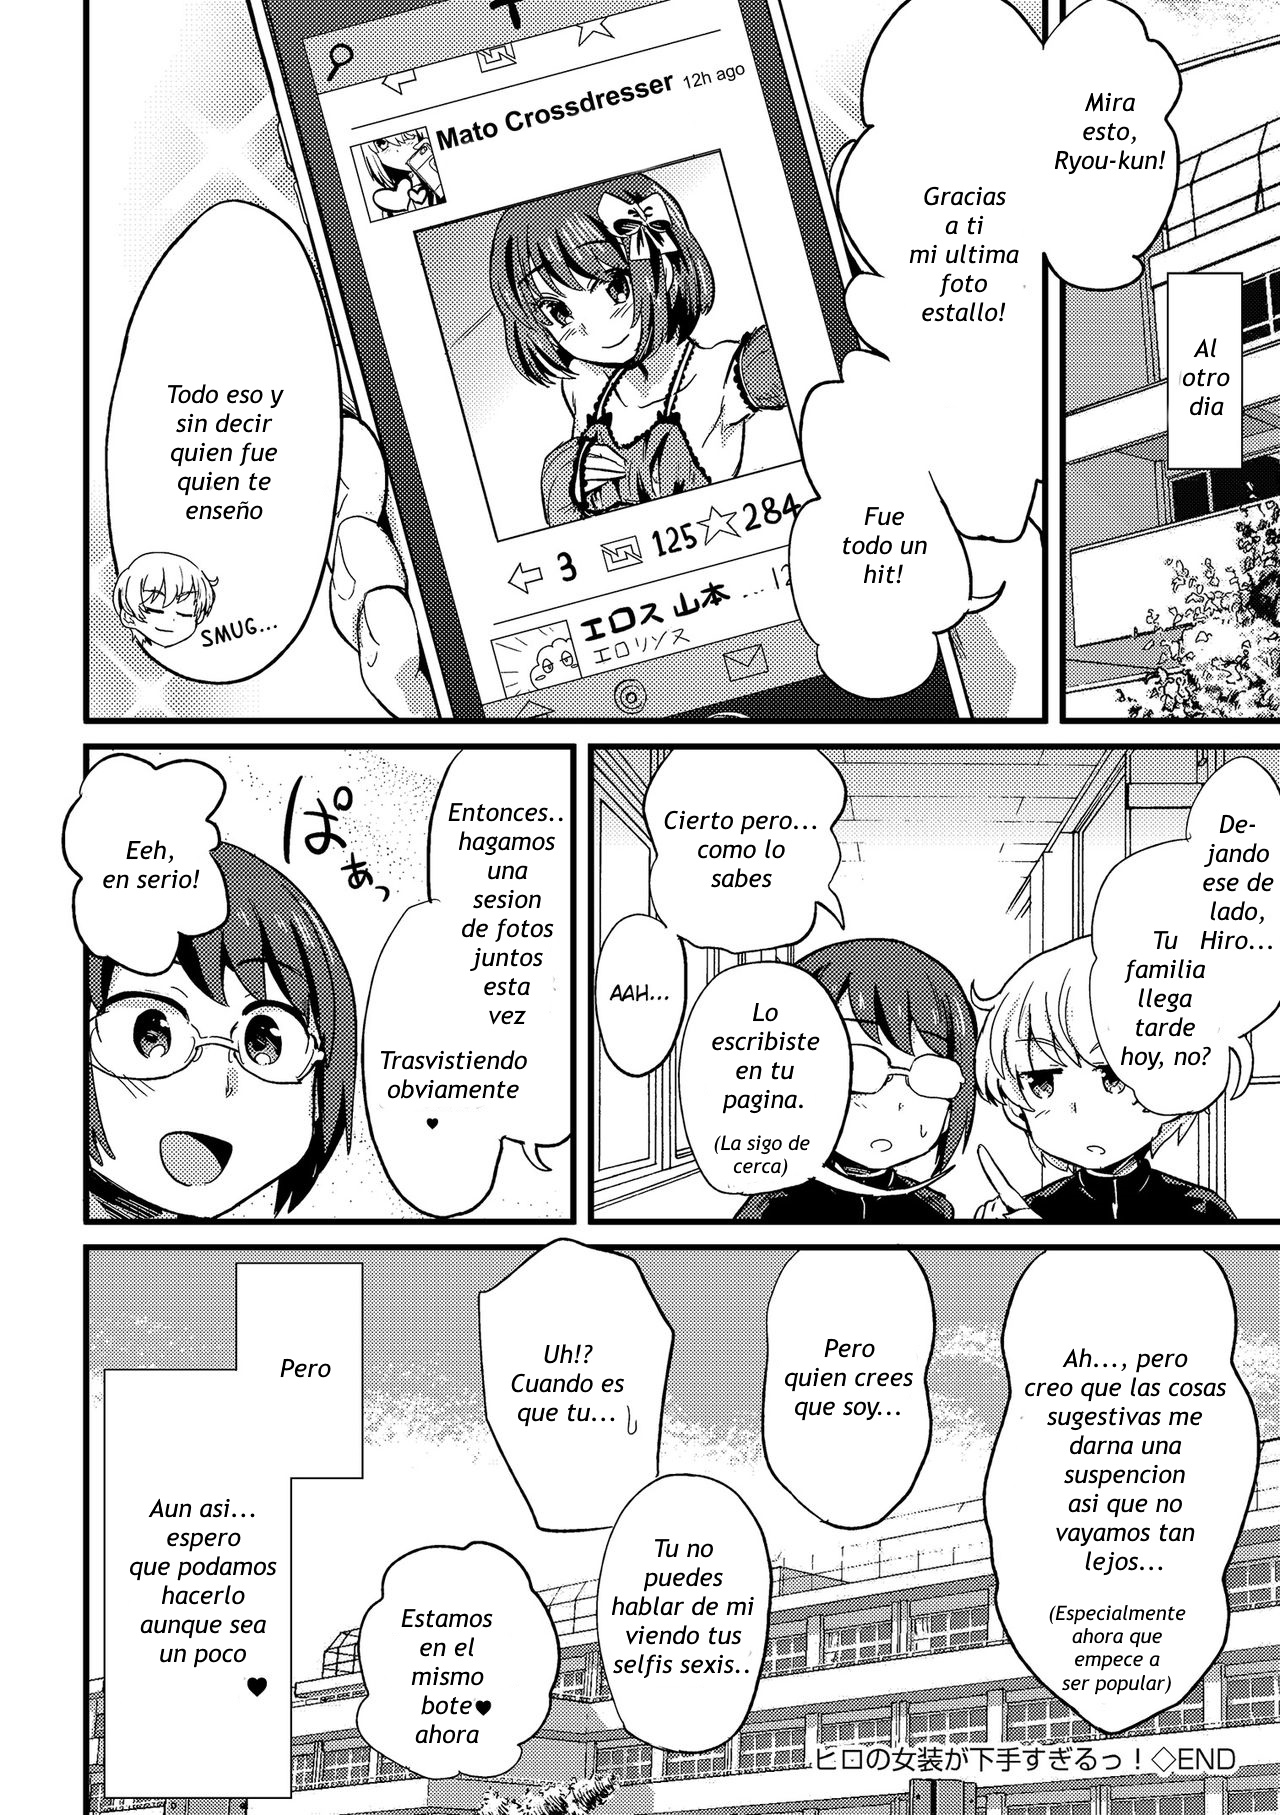 Mira
esto,
Ryou-kun!
Gracias
a ti
mi ultima
foto
estallo!
Al
otro
dia
Mato Crossdresser 12h ago
3 125 284
エロス山本...12
エロリゾヌ
Fue
todo un
hit!
Todo eso y
sin decir
quien fue
quien te
enseño
SMUG...
De-
jando
ese de
lado,
Hiro...
Tu
familia
llega
tarde
hoy, no?
Cierto pero...
como lo
sabes
Lo
escribiste
en tu
pagina.
(La sigo de
cerca)
AAH...
Entonces..
hagamos
una
sesion
de fotos
juntos
esta
vez
Trasvistiendo
obviamente
♥
ぱぁっ
Eeh,
en serio!
Ah..., pero
creo que las cosas
sugestivas me
darna una
suspencion
asi que no
vayamos tan
lejos...
(Especialmente
ahora que
empece a
ser popular)
Pero
quien crees
que soy...
Tu no
puedes
hablar de mi
viendo tus
selfis sexis..
Uh!?
Cuando es
que tu...
Estamos
en el
mismo
bote♥
ahora
Pero
Aun asi...
espero
que podamos
hacerlo
aunque sea
un poco
♥
ヒロの女装が下手すぎるっ！◇END